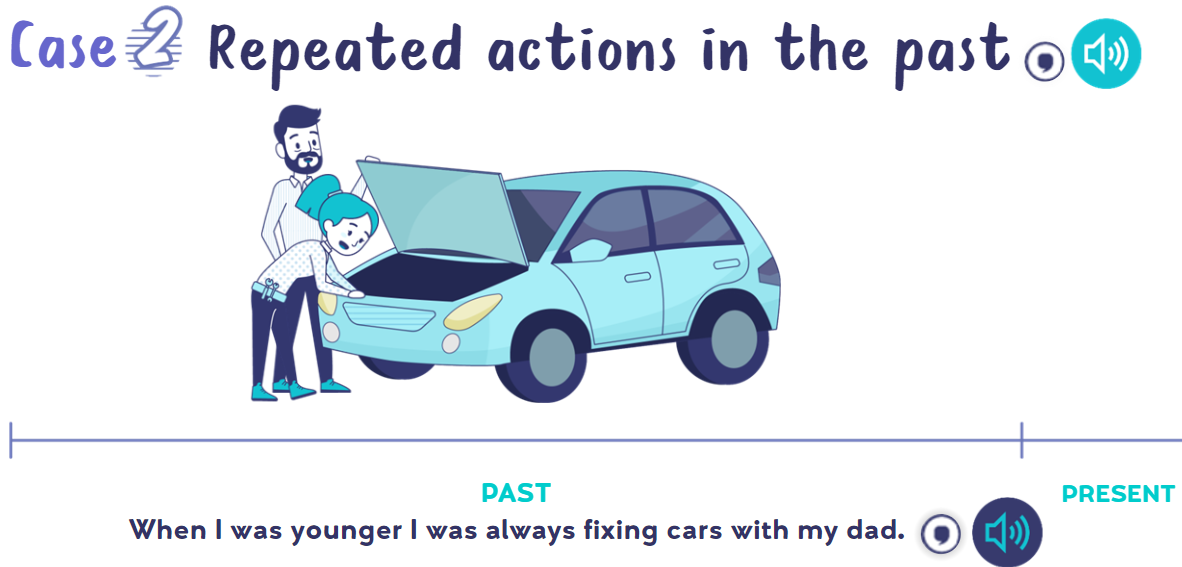 Case 2 Repeated actions in the past
PAST
PRESENT
When I was younger I was always fixing cars with my dad.